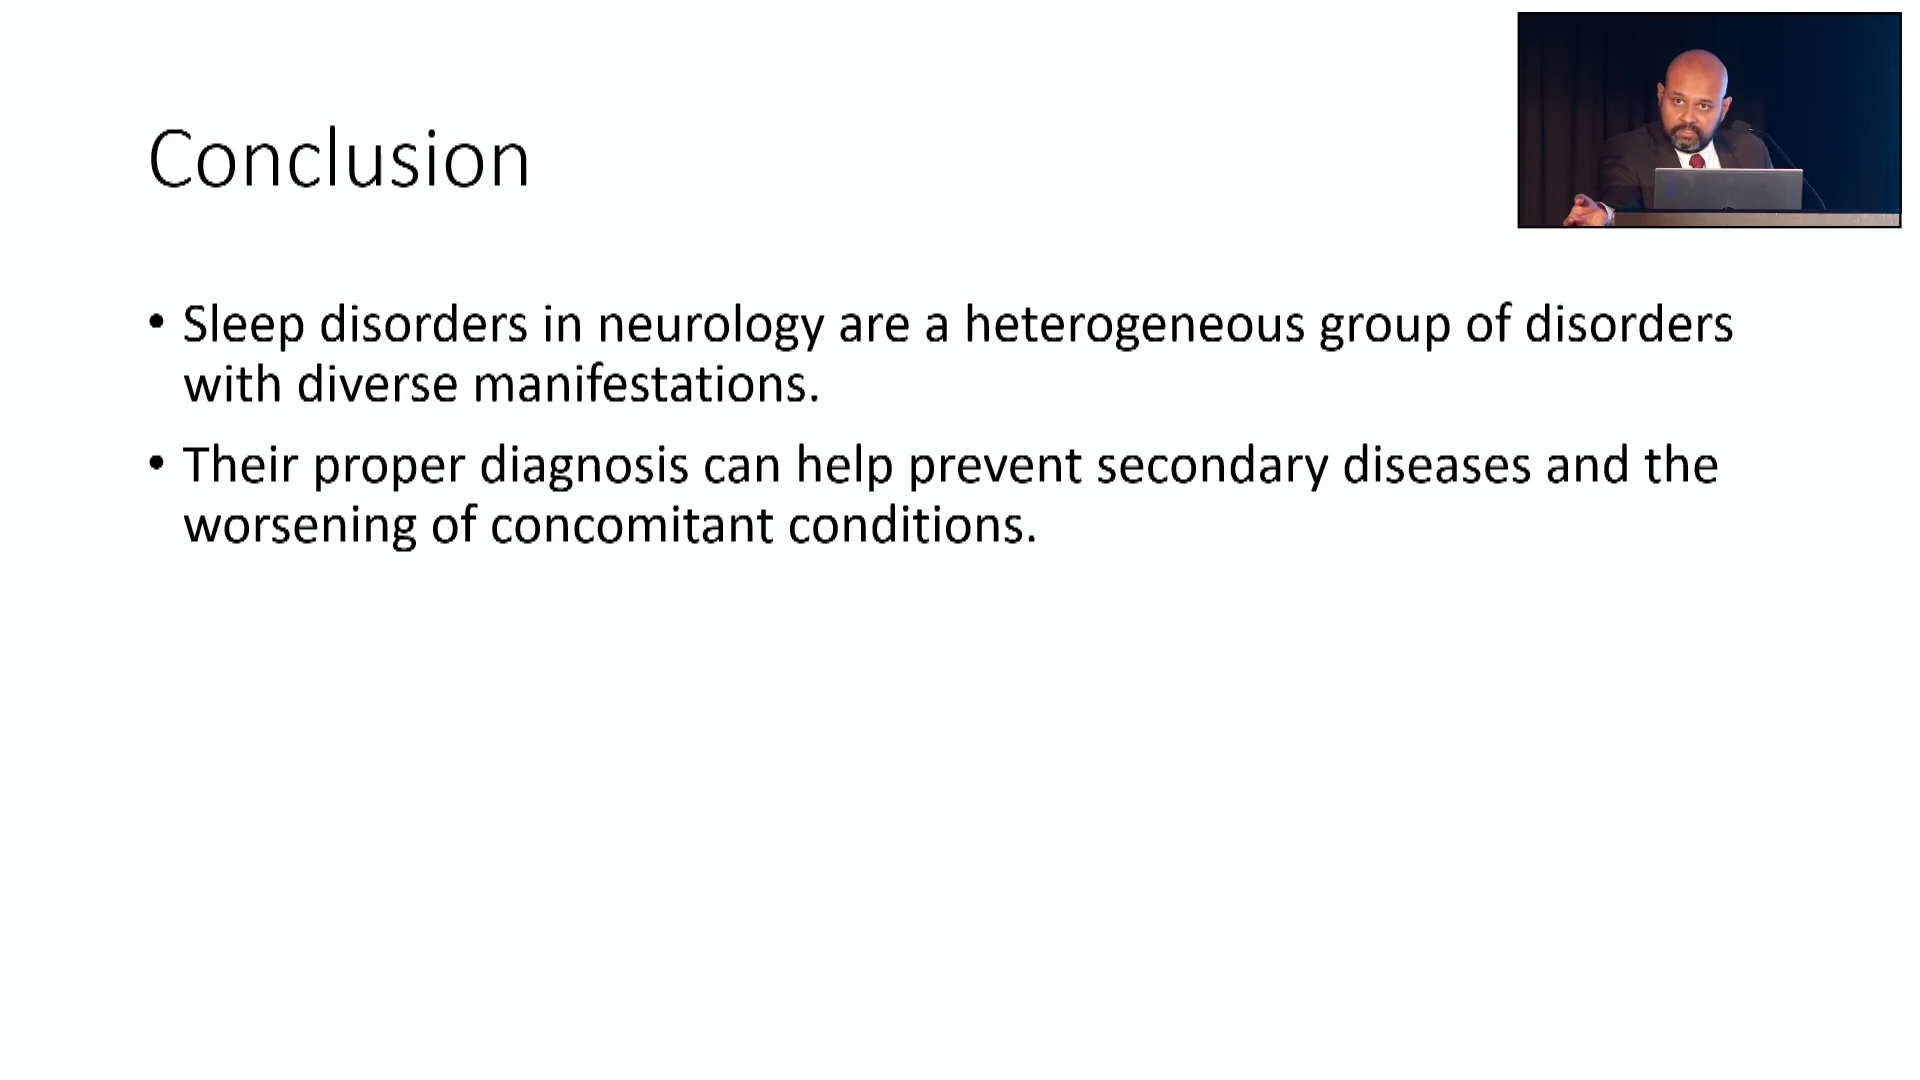 Conclusion
• Sleep disorders in neurology are a heterogeneous group of disorders
with diverse manifestations.
• Their proper diagnosis can help prevent secondary diseases and the
worsening of concomitant conditions.